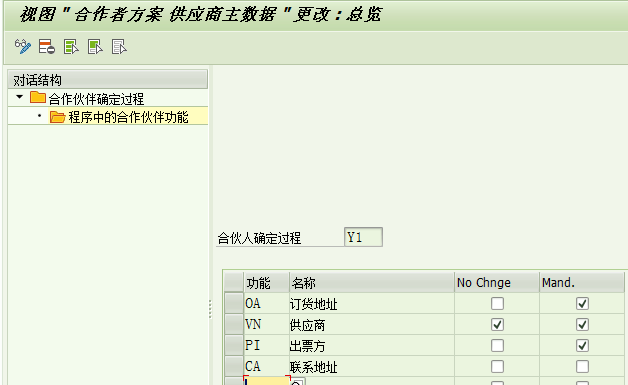 视图 "合作者方案 供应商主数据 "更改：总览
对话结构
合作伙伴确定过程
程序中的合作伙伴功能
合伙人确定过程 Y1
功能 名称 No Chnge Mand.
OA 订货地址
VN 供应商
PI 出票方
CA 联系地址